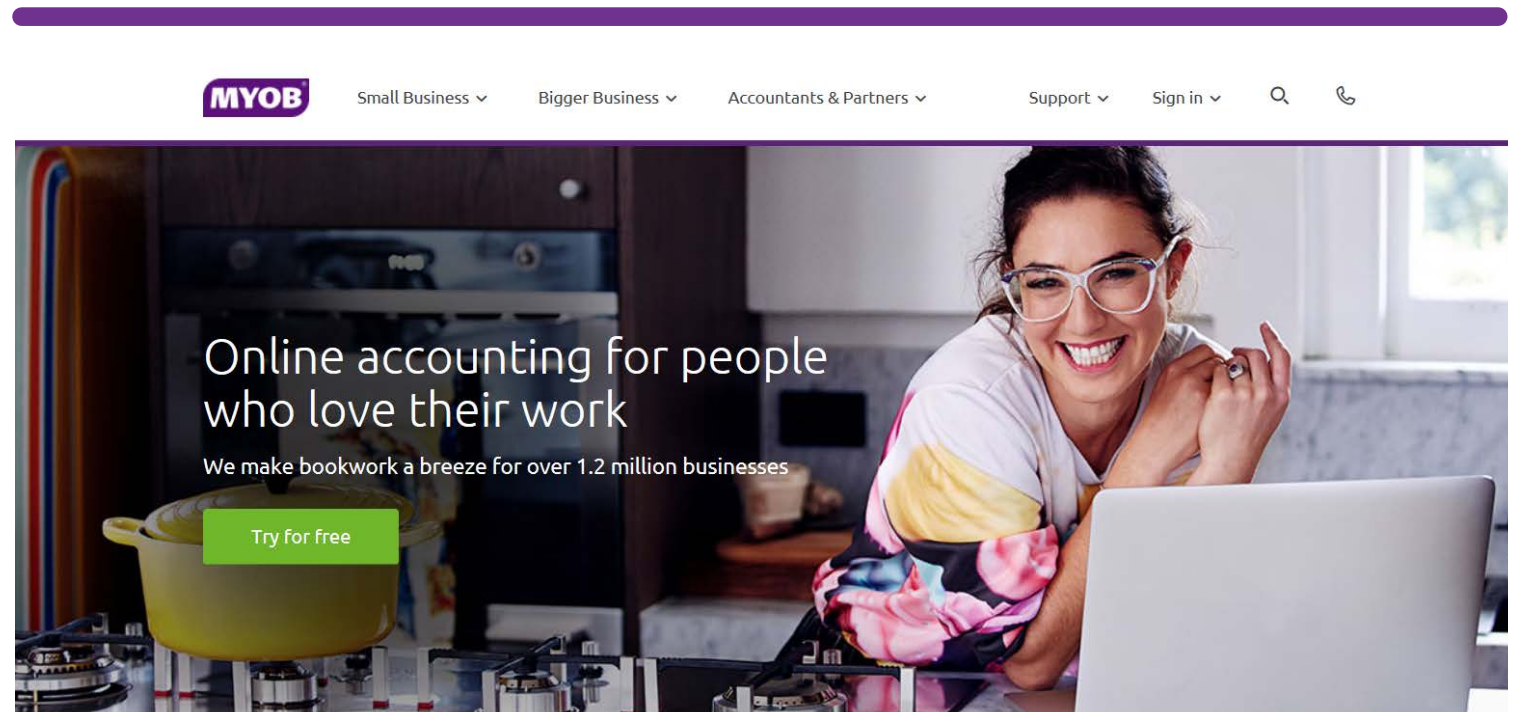 MYOB
Small Business
Bigger Business
Accountants & Partners
Support
Sign in
Online accounting for people
who love their work
We make bookwork a breeze for over 1.2 million businesses
Try for free